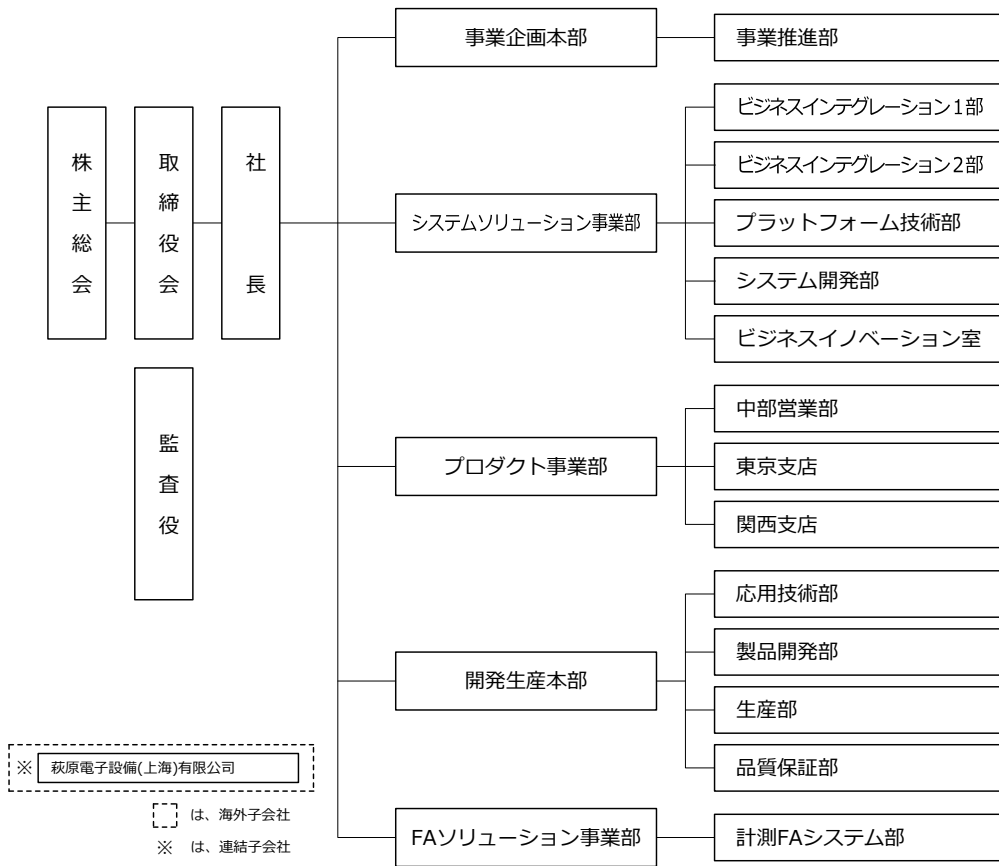 株主総会
取締役会
社長
監査役
事業企画本部
事業推進部
システムソリューション事業部
ビジネスインテグレーション1部
ビジネスインテグレーション2部
プラットフォーム技術部
システム開発部
ビジネスイノベーション室
プロダクト事業部
中部営業部
東京支店
関西支店
開発生産本部
応用技術部
製品開発部
生産部
品質保証部
FAソリューション事業部
計測FAシステム部
※ 萩原電子設備(上海)有限公司
は、海外子会社
※ は、連結子会社